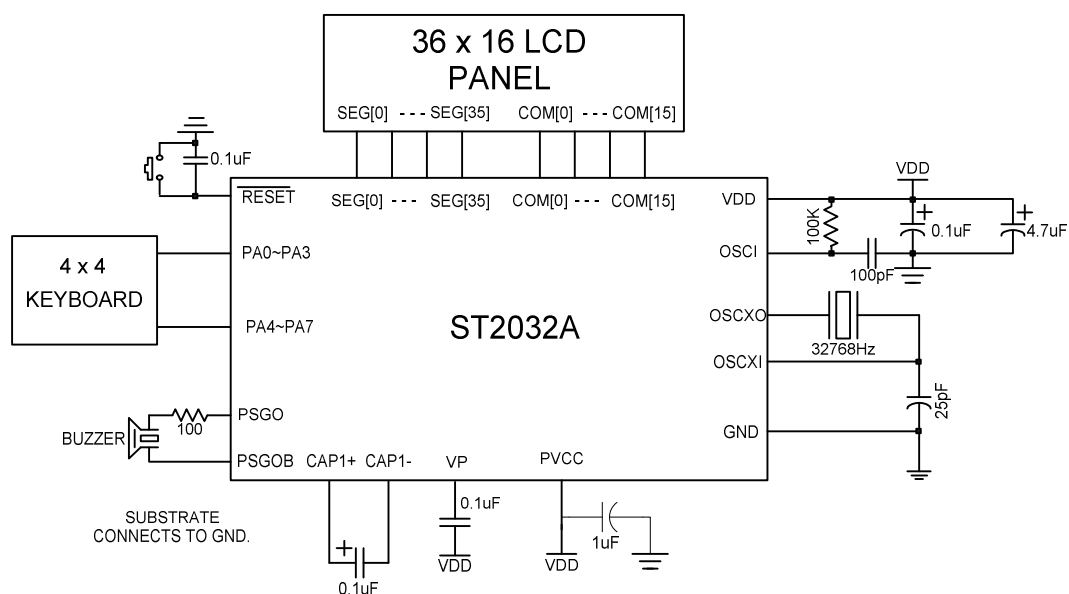 36 x 16 LCD
PANEL
SEG[0] --- SEG[35] COM[0] --- COM[15]
0.1uF
VDD
RESET
SEG[0] --- SEG[35] COM[0] --- COM[15]
VDD
100K
0.1uF
4.7uF
4 x 4
KEYBOARD
PA0~PA3
OSCI
100pF
PA4~PA7
ST2032A
OSCXO
32768Hz
OSCXI
25pF
PSGO
100
GND
BUZZER
PSGOB
CAP1+ CAP1- VP PVCC
SUBSTRATE
CONNECTS TO GND.
0.1uF
1uF
0.1uF
VDD
VDD